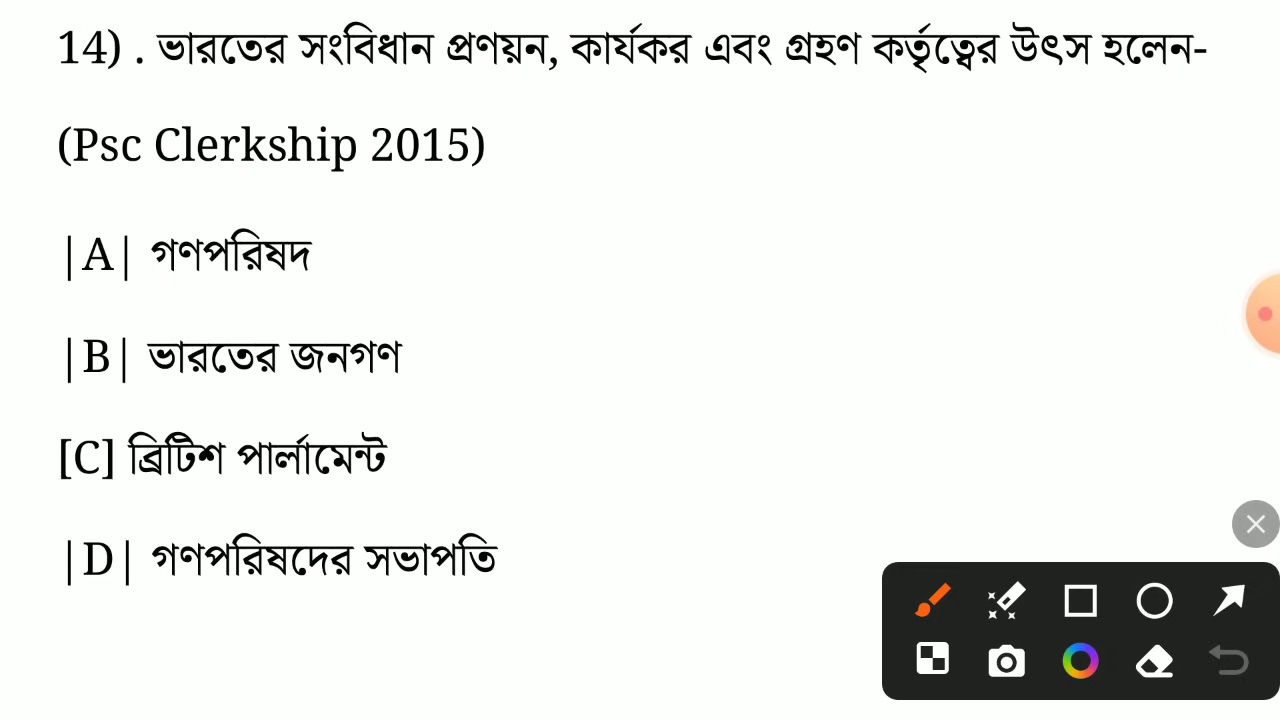 14) . ভারতের সংবিধান প্রণয়ন, কার্যকর এবং গ্রহণ কর্তৃত্বের উৎস হলেন-
(Psc Clerkship 2015)
|A| গণপরিষদ
|B| ভারতের জনগণ
[C] ব্রিটিশ পার্লামেন্ট
|D| গণপরিষদের সভাপতি